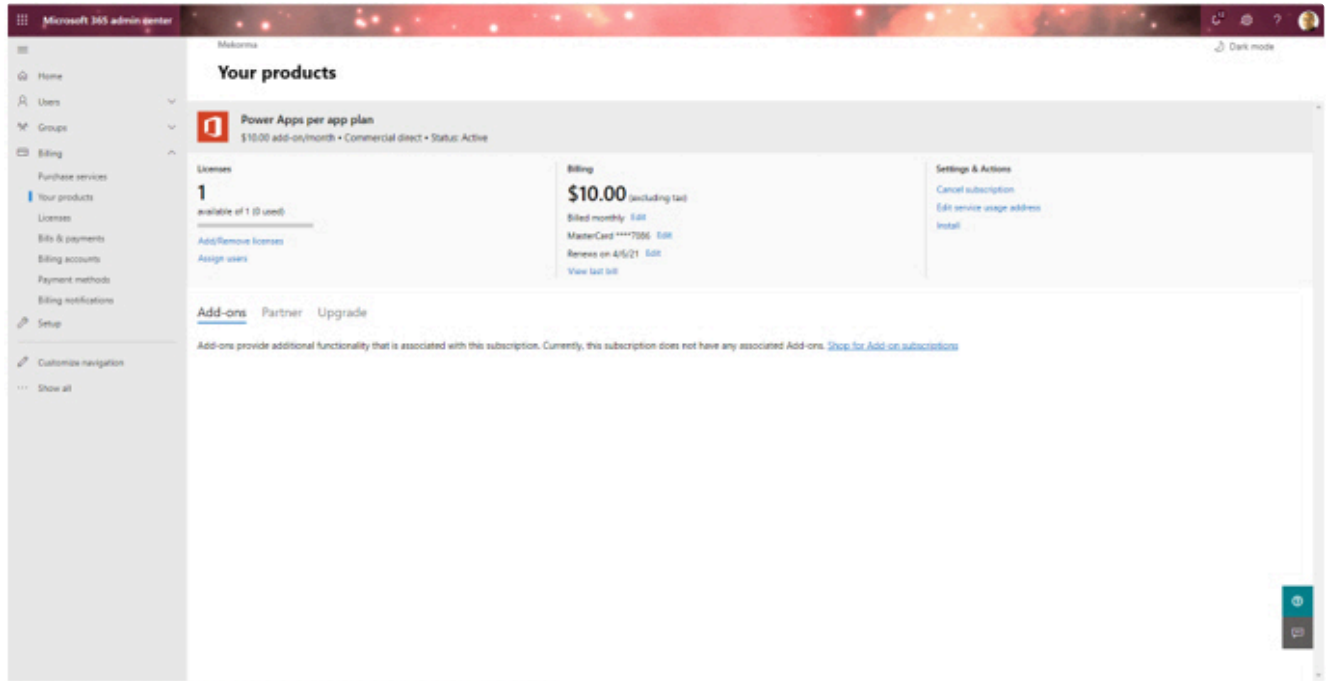 Microsoft 365 admin center
?
Mekorma
Dark mode
Your products
Home
Users
Groups
Billing
Purchase services
Your products
Licenses
Bills & payments
Billing accounts
Payment methods
Billing notifications
Setup
Customize navigation
Show all
Power Apps per app plan
$10.00 add-on/month • Commercial direct • Status: Active
Licenses
1
available of 1 (0 used)
Add/Remove licenses
Assign users
Billing
$10.00 (excluding tax)
Billed monthly Edit
MasterCard ****7086 Edit
Renews on 4/6/21 Edit
View last bill
Settings & Actions
Cancel subscription
Edit service usage address
Install
Add-ons Partner Upgrade
Add-ons provide additional functionality that is associated with this subscription. Currently, this subscription does not have any associated Add-ons. Shop for Add-on subscriptions